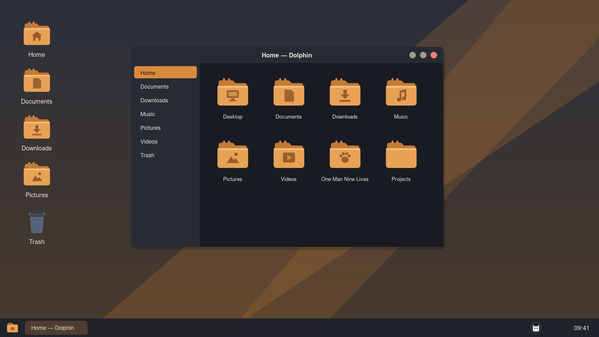 Home
Documents
Downloads
Pictures
Trash
Home — Dolphin
Home
Documents
Downloads
Music
Pictures
Videos
Trash
Desktop
Documents
Downloads
Music
Pictures
Videos
One Man Nine Lives
Projects
Home — Dolphin
09:41